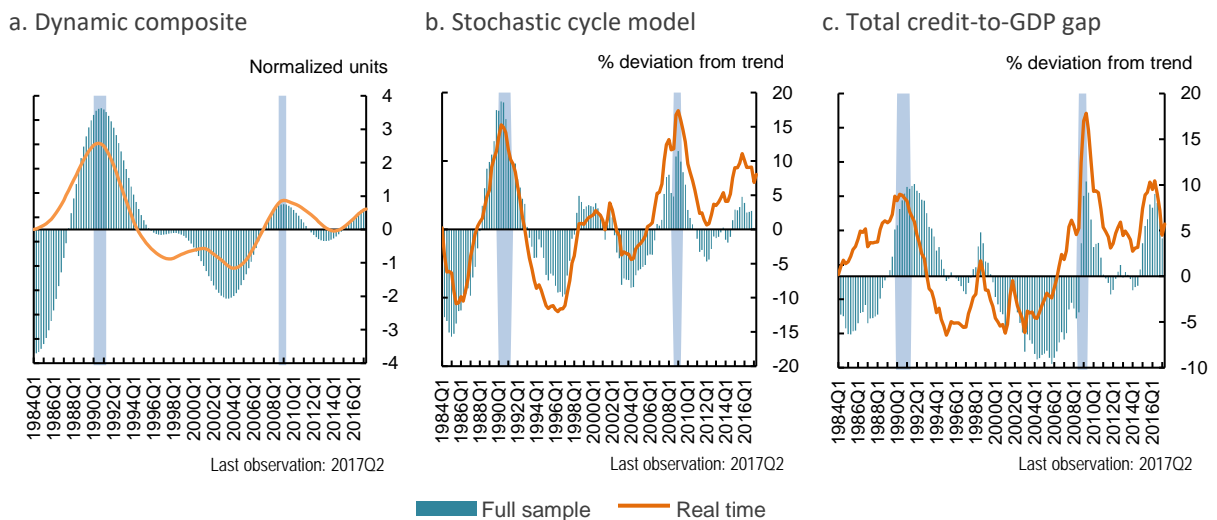 a. Dynamic composite
b. Stochastic cycle model
c. Total credit-to-GDP gap
Normalized units
% deviation from trend
% deviation from trend
4
3
2
1
0
-1
-2
-3
-4
20
15
10
5
0
-5
-10
-15
-20
20
15
10
5
0
-5
-10
1984Q1
1986Q1
1988Q1
1990Q1
1992Q1
1994Q1
1996Q1
1998Q1
2000Q1
2002Q1
2004Q1
2006Q1
2008Q1
2010Q1
2012Q1
2014Q1
2016Q1
1984Q1
1986Q1
1988Q1
1990Q1
1992Q1
1994Q1
1996Q1
1998Q1
2000Q1
2002Q1
2004Q1
2006Q1
2008Q1
2010Q1
2012Q1
2014Q1
2016Q1
1984Q1
1986Q1
1988Q1
1990Q1
1992Q1
1994Q1
1996Q1
1998Q1
2000Q1
2002Q1
2004Q1
2006Q1
2008Q1
2010Q1
2012Q1
2014Q1
2016Q1
Last observation: 2017Q2
Last observation: 2017Q2
Last observation: 2017Q2
Full sample
Real time